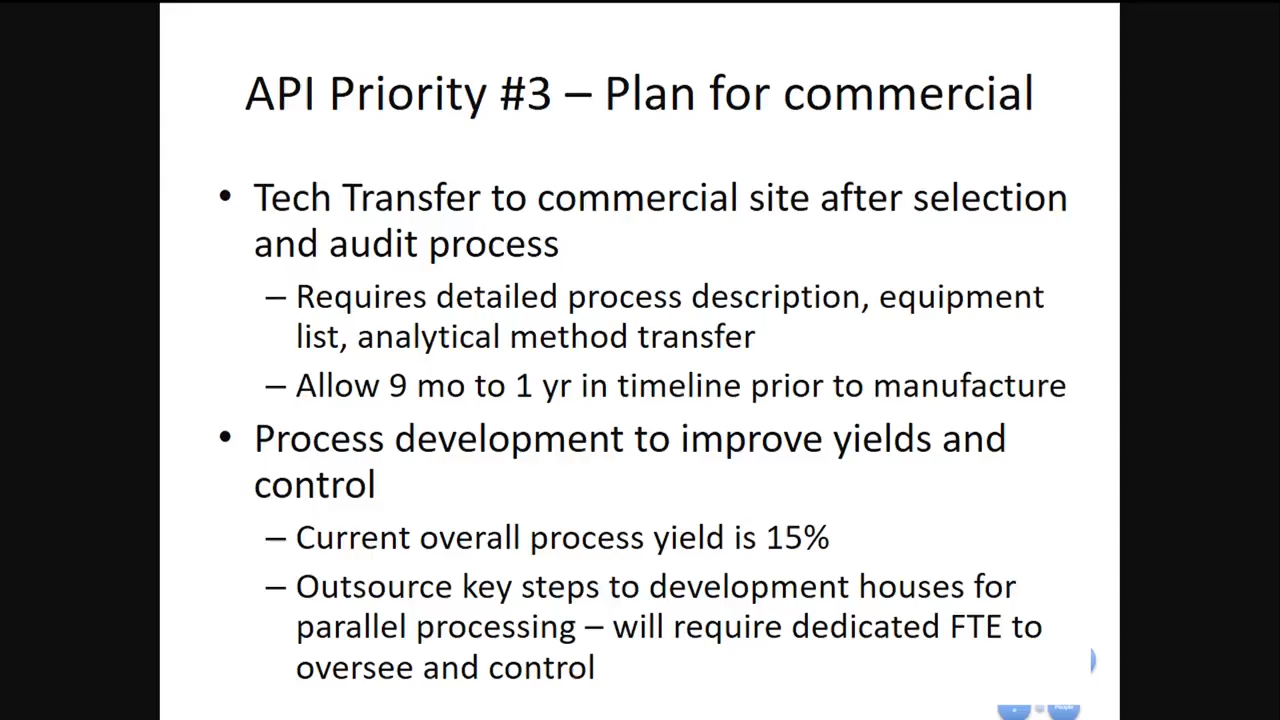 API Priority #3 – Plan for commercial
• Tech Transfer to commercial site after selection
and audit process
– Requires detailed process description, equipment
list, analytical method transfer
– Allow 9 mo to 1 yr in timeline prior to manufacture
• Process development to improve yields and
control
– Current overall process yield is 15%
– Outsource key steps to development houses for
parallel processing – will require dedicated FTE to
oversee and control
People